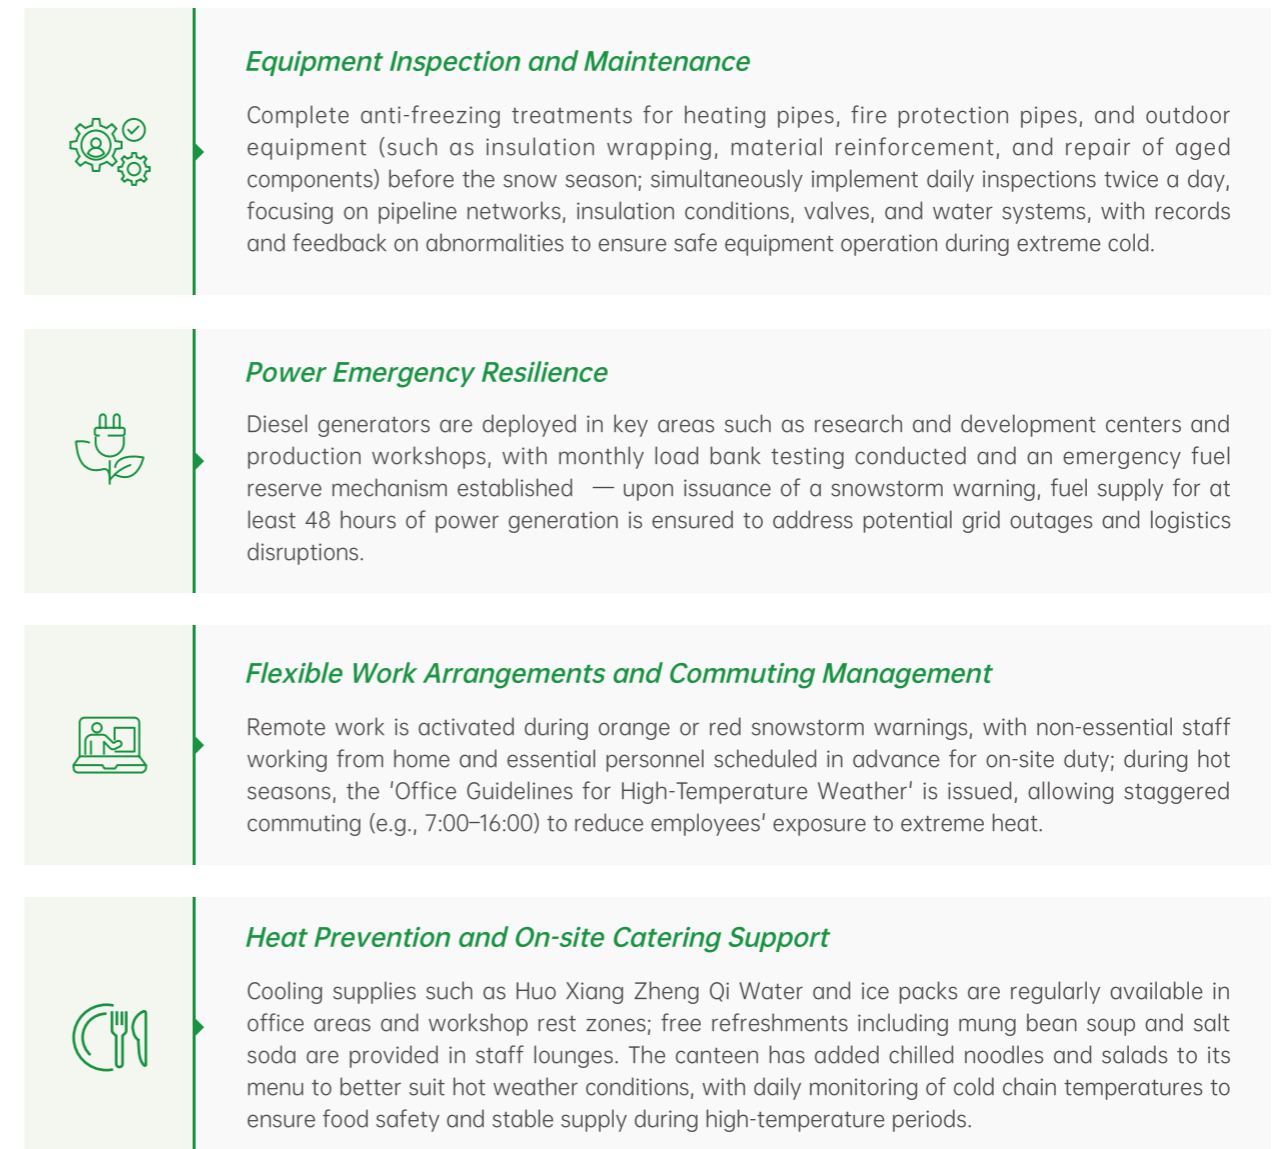 Equipment Inspection and Maintenance
Complete anti-freezing treatments for heating pipes, fire protection pipes, and outdoor
equipment (such as insulation wrapping, material reinforcement, and repair of aged
components) before the snow season; simultaneously implement daily inspections twice a day,
focusing on pipeline networks, insulation conditions, valves, and water systems, with records
and feedback on abnormalities to ensure safe equipment operation during extreme cold.
Power Emergency Resilience
Diesel generators are deployed in key areas such as research and development centers and
production workshops, with monthly load bank testing conducted and an emergency fuel
reserve mechanism established — upon issuance of a snowstorm warning, fuel supply for at
least 48 hours of power generation is ensured to address potential grid outages and logistics
disruptions.
Flexible Work Arrangements and Commuting Management
Remote work is activated during orange or red snowstorm warnings, with non-essential staff
working from home and essential personnel scheduled in advance for on-site duty; during hot
seasons, the 'Office Guidelines for High-Temperature Weather' is issued, allowing staggered
commuting (e.g., 7:00–16:00) to reduce employees' exposure to extreme heat.
Heat Prevention and On-site Catering Support
Cooling supplies such as Huo Xiang Zheng Qi Water and ice packs are regularly available in
office areas and workshop rest zones; free refreshments including mung bean soup and salt
soda are provided in staff lounges. The canteen has added chilled noodles and salads to its
menu to better suit hot weather conditions, with daily monitoring of cold chain temperatures to
ensure food safety and stable supply during high-temperature periods.